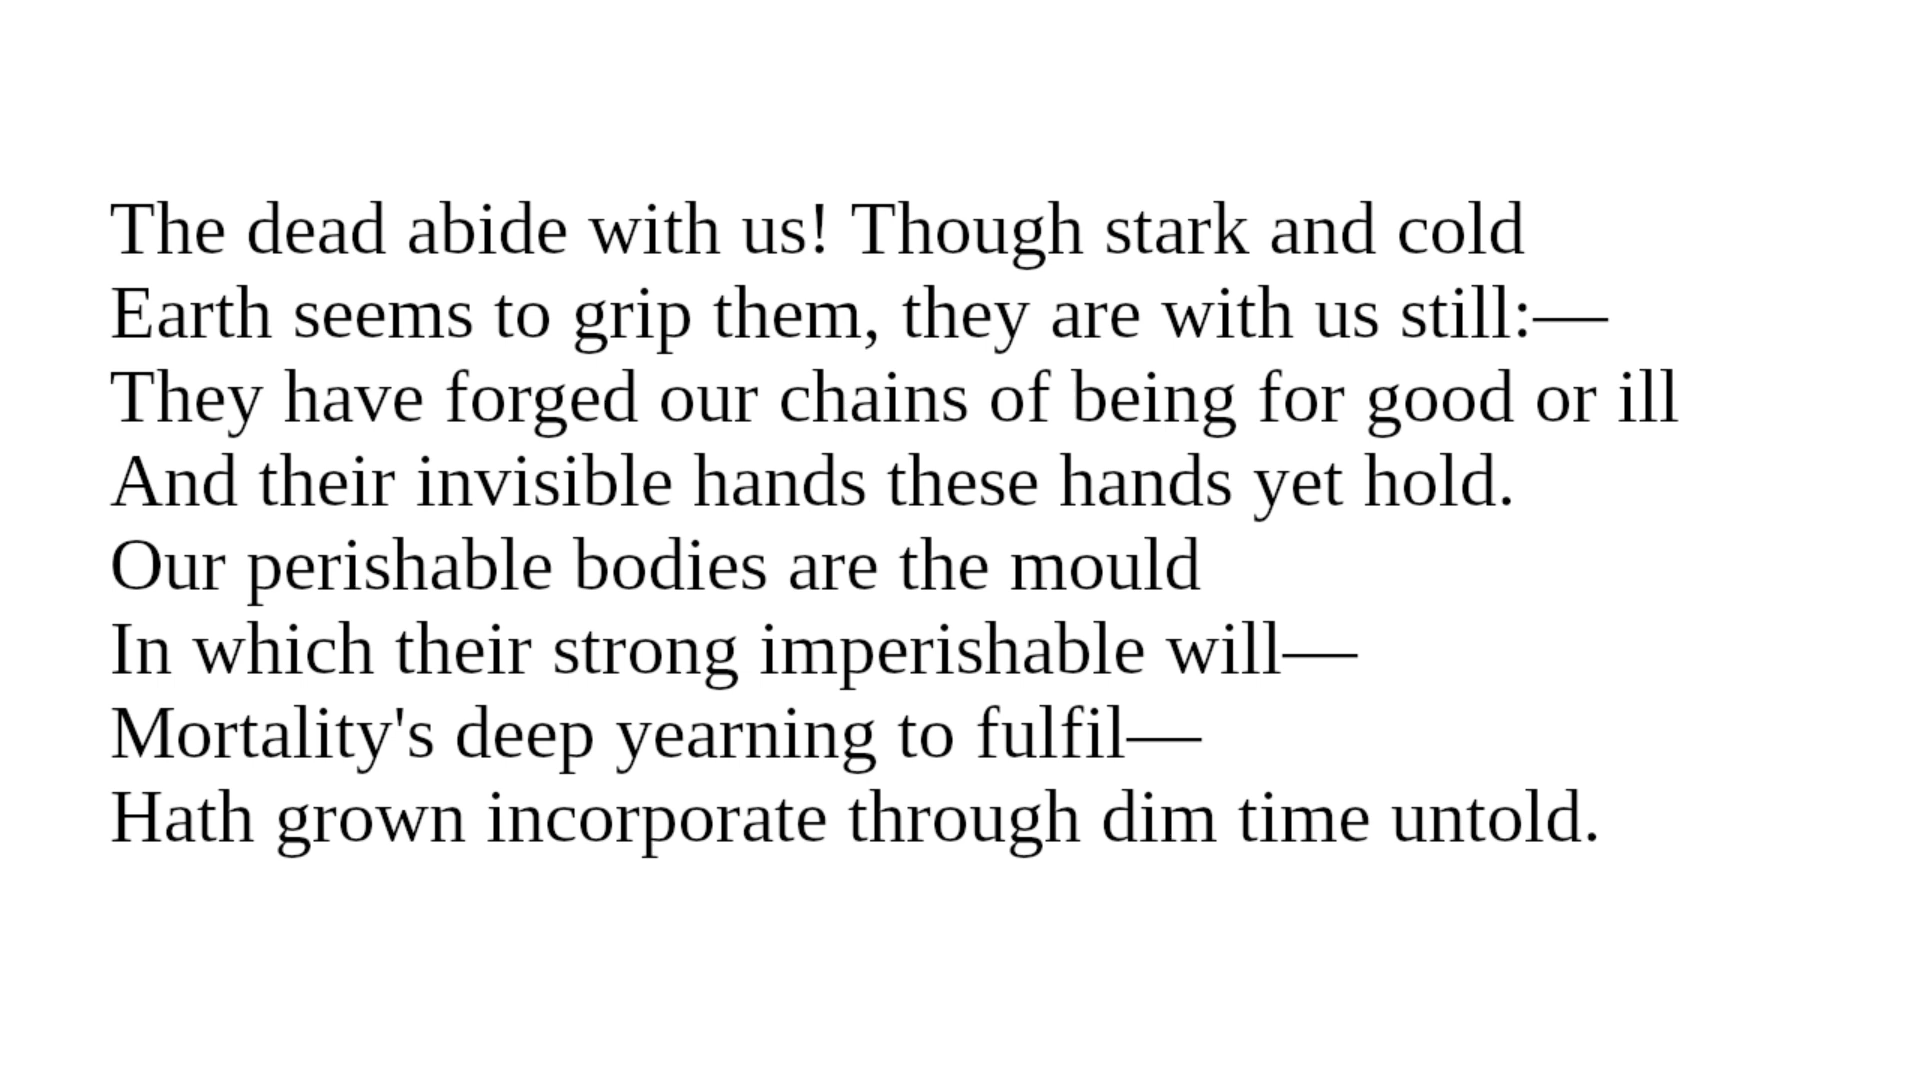 The dead abide with us! Though stark and cold
Earth seems to grip them, they are with us still:—
They have forged our chains of being for good or ill
And their invisible hands these hands yet hold.
Our perishable bodies are the mould
In which their strong imperishable will—
Mortality's deep yearning to fulfil—
Hath grown incorporate through dim time untold.